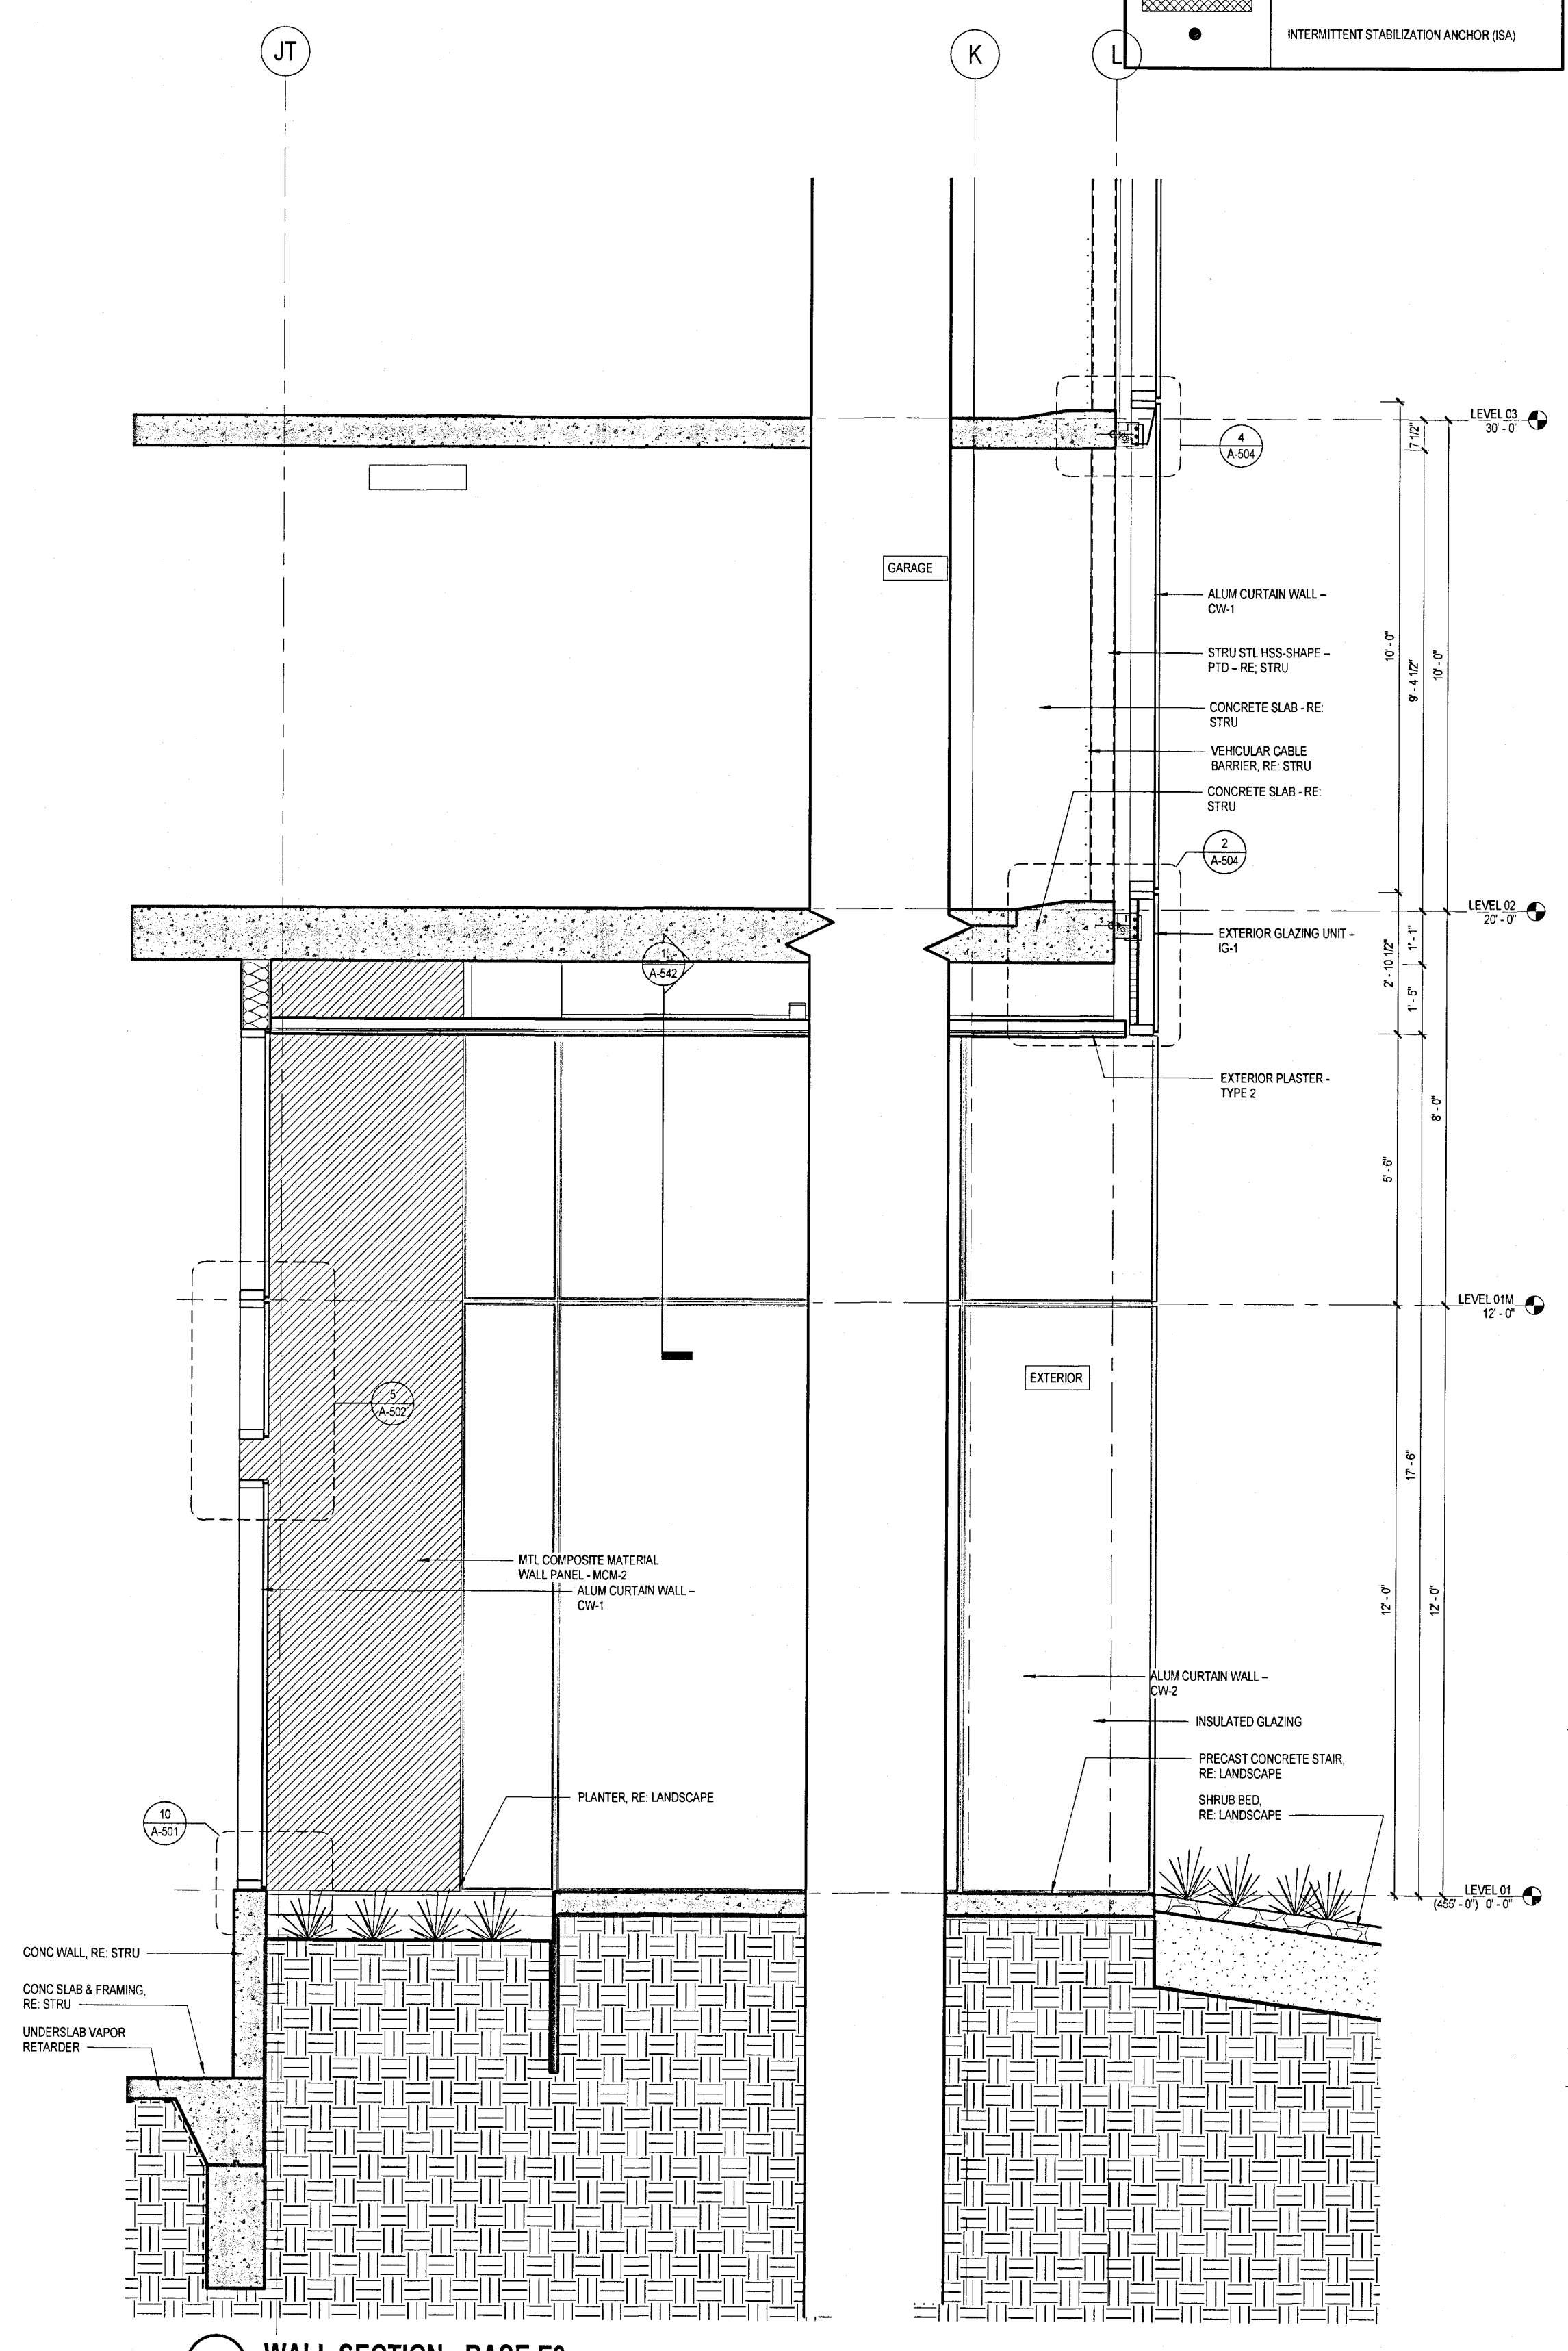 INTERMITTENT STABILIZATION ANCHOR (ISA)
JT
K
L
LEVEL 03
30' - 0"
7 1/2"
4
A-504
GARAGE
ALUM CURTAIN WALL –
CW-1
STRU STL HSS-SHAPE –
PTD – RE; STRU
10' - 0"
9' - 4 1/2"
10' - 0"
CONCRETE SLAB - RE:
STRU
VEHICULAR CABLE
BARRIER, RE: STRU
CONCRETE SLAB - RE:
STRU
2
A-504
LEVEL 02
20' - 0"
EXTERIOR GLAZING UNIT –
IG-1
2' - 10 1/2"
1' - 1"
1' - 5"
1
A-542
EXTERIOR PLASTER -
TYPE 2
5' - 6"
8' - 0"
LEVEL 01M
12' - 0"
EXTERIOR
5
A-502
17' - 6"
MTL COMPOSITE MATERIAL
WALL PANEL - MCM-2
ALUM CURTAIN WALL –
CW-1
12' - 0"
12' - 0"
ALUM CURTAIN WALL –
CW-2
INSULATED GLAZING
PRECAST CONCRETE STAIR,
RE: LANDSCAPE
PLANTER, RE: LANDSCAPE
SHRUB BED,
RE: LANDSCAPE
10
A-501
LEVEL 01
(455' - 0") 0' - 0"
CONC WALL, RE: STRU
CONC SLAB & FRAMING,
RE: STRU
UNDERSLAB VAPOR
RETARDER
WALL SECTION - BASE E2